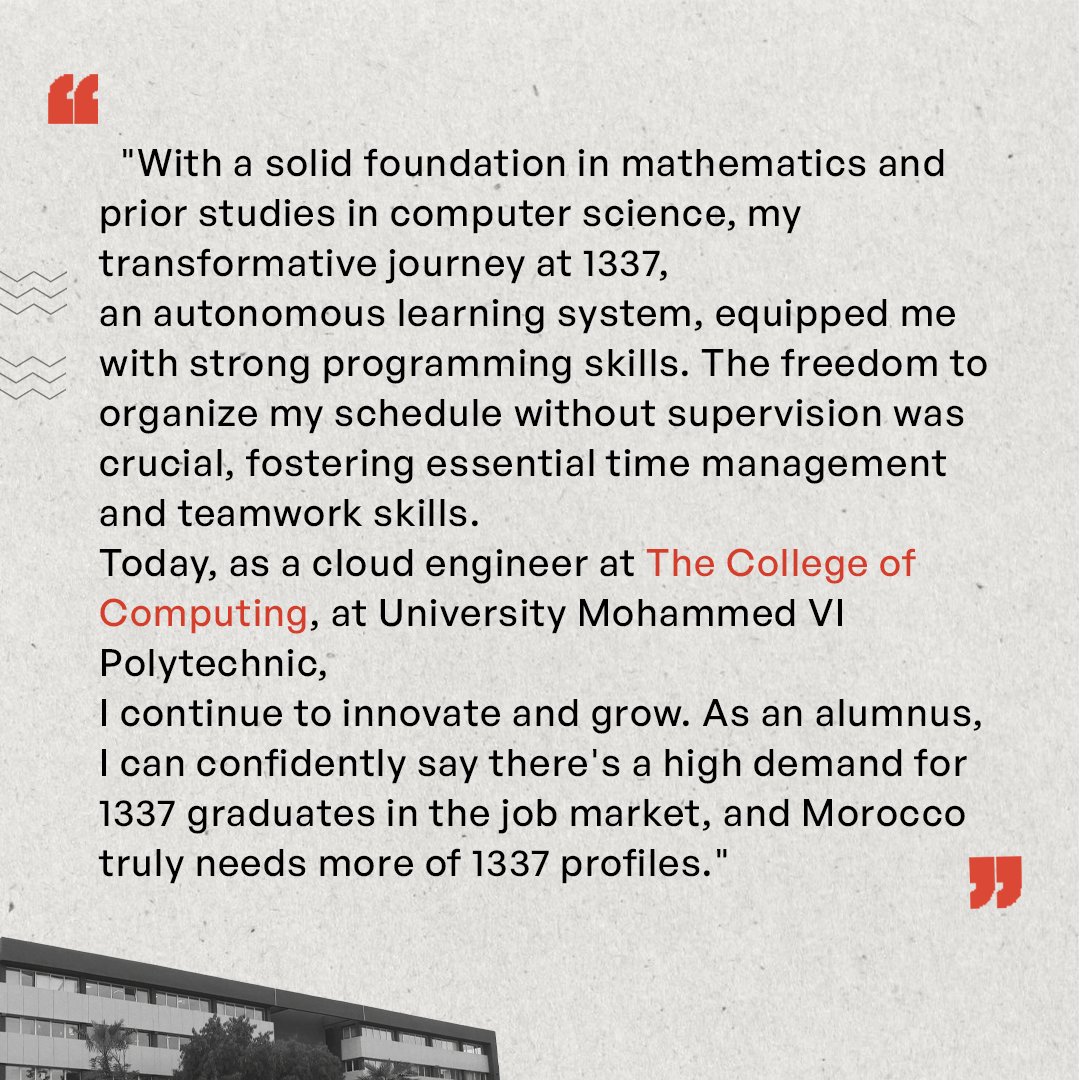 "With a solid foundation in mathematics and
prior studies in computer science, my
transformative journey at 1337,
an autonomous learning system, equipped me
with strong programming skills. The freedom to
organize my schedule without supervision was
crucial, fostering essential time management
and teamwork skills.
Today, as a cloud engineer at The College of
Computing, at University Mohammed VI
Polytechnic,
I continue to innovate and grow. As an alumnus,
I can confidently say there's a high demand for
1337 graduates in the job market, and Morocco
truly needs more of 1337 profiles."